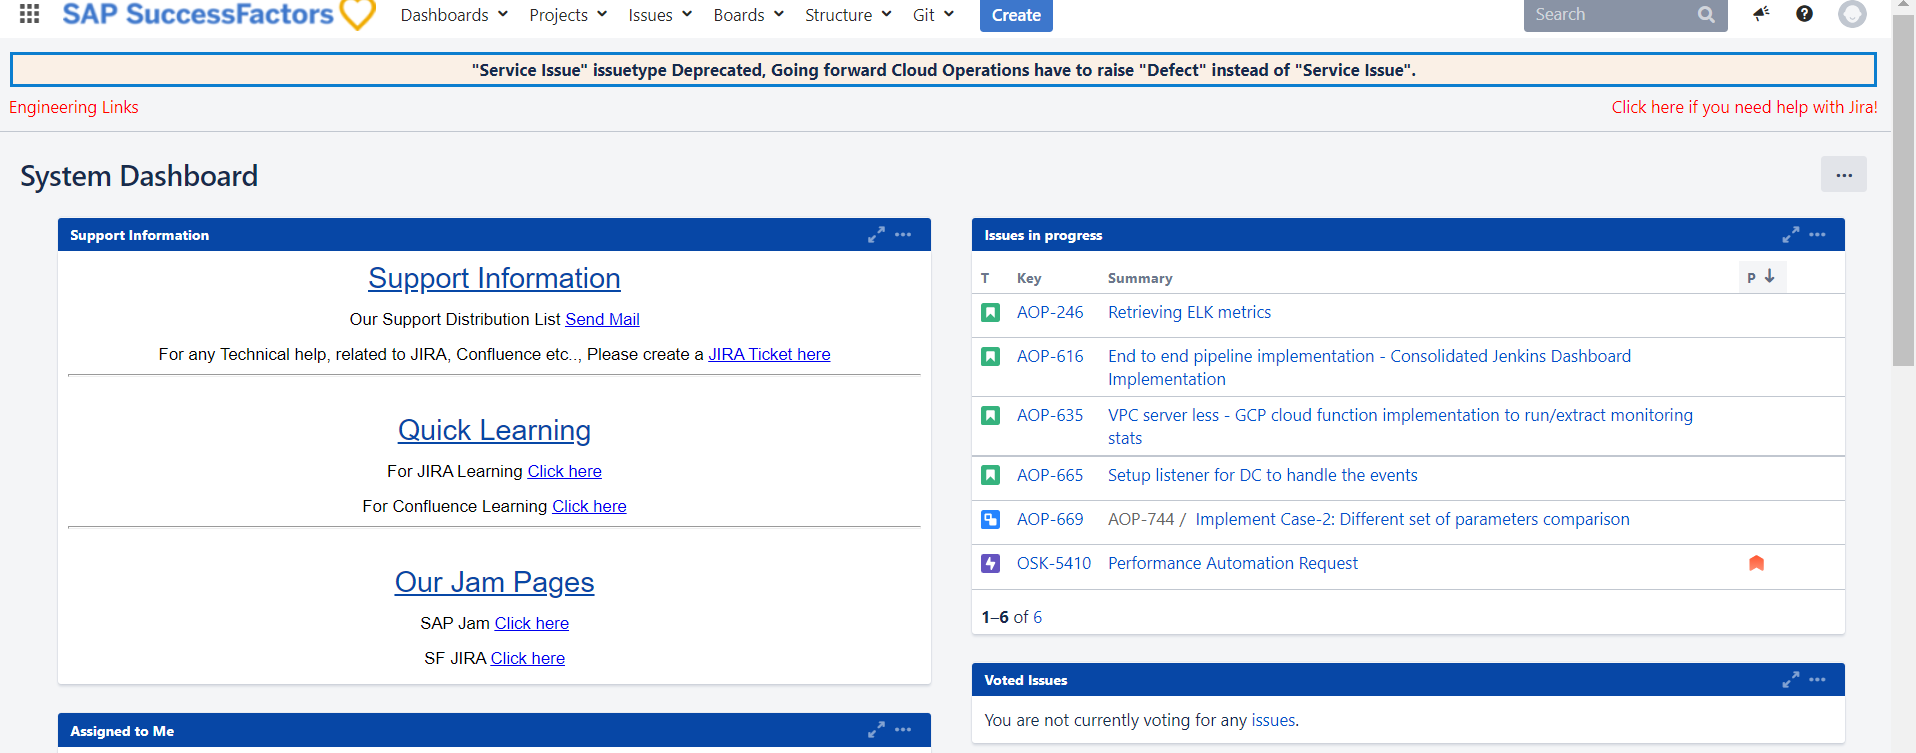 SAP SuccessFactors Dashboards Projects Issues Boards Structure Git Create Search
"Service Issue" issuetype Deprecated, Going forward Cloud Operations have to raise "Defect" instead of "Service Issue".
Engineering Links
Click here if you need help with Jira!
System Dashboard
Support Information
Support Information
Our Support Distribution List Send Mail
For any Technical help, related to JIRA, Confluence etc.., Please create a JIRA Ticket here
Quick Learning
For JIRA Learning Click here
For Confluence Learning Click here
Our Jam Pages
SAP Jam Click here
SF JIRA Click here
Assigned to Me
Issues in progress
T Key Summary P
AOP-246 Retrieving ELK metrics
AOP-616 End to end pipeline implementation - Consolidated Jenkins Dashboard
Implementation
AOP-635 VPC server less - GCP cloud function implementation to run/extract monitoring
stats
AOP-665 Setup listener for DC to handle the events
AOP-669 AOP-744 / Implement Case-2: Different set of parameters comparison
OSK-5410 Performance Automation Request
1–6 of 6
Voted Issues
You are not currently voting for any issues.